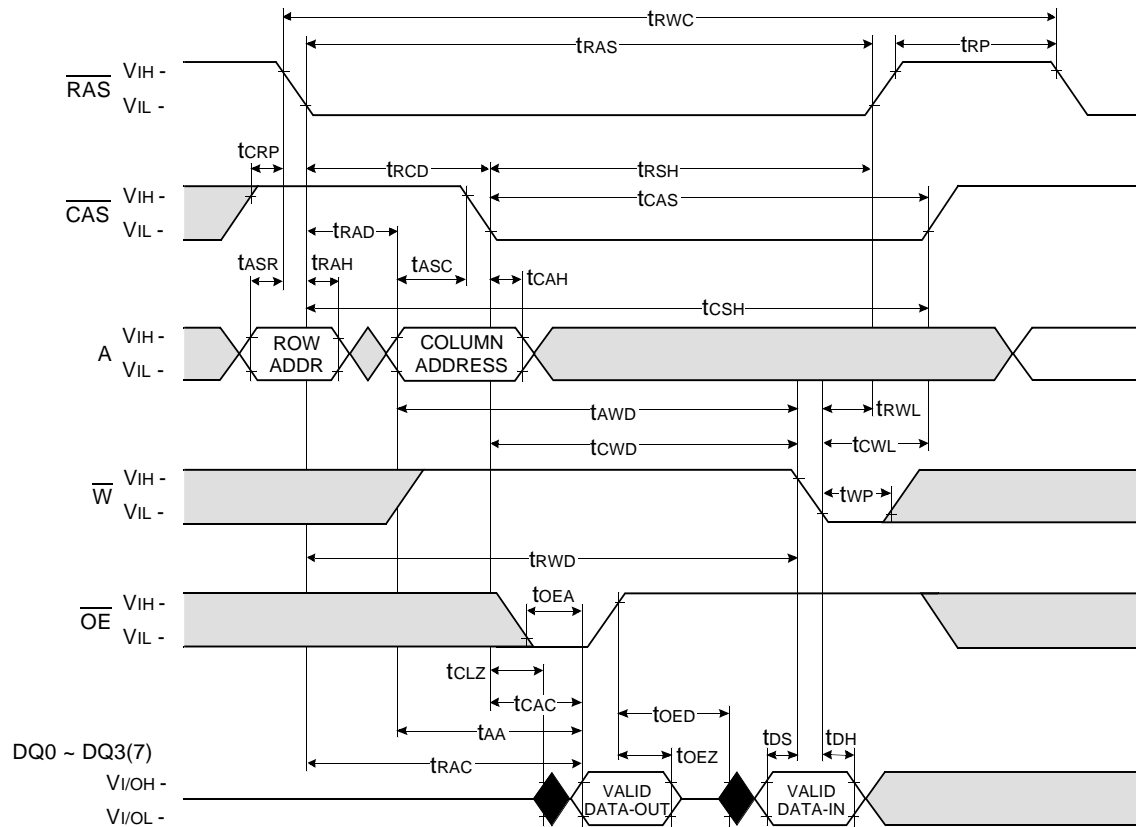 tRWC
tRAS
tRP
RAS
VIH -
VIL -
tCRP
tRCD
tRSH
CAS
VIH -
VIL -
tCAS
tRAD
tASR
tRAH
tASC
tCAH
tCSH
A
VIH -
VIL -
ROW
ADDR
COLUMN
ADDRESS
tAWD
tRWL
tCWD
tCWL
W
VIH -
VIL -
tWP
tRWD
OE
VIH -
VIL -
tOEA
tCLZ
tCAC
tOED
tAA
tOEZ
tDS
tDH
tRAC
DQ0 ~ DQ3(7)
VI/OH -
VI/OL -
VALID
DATA-OUT
VALID
DATA-IN